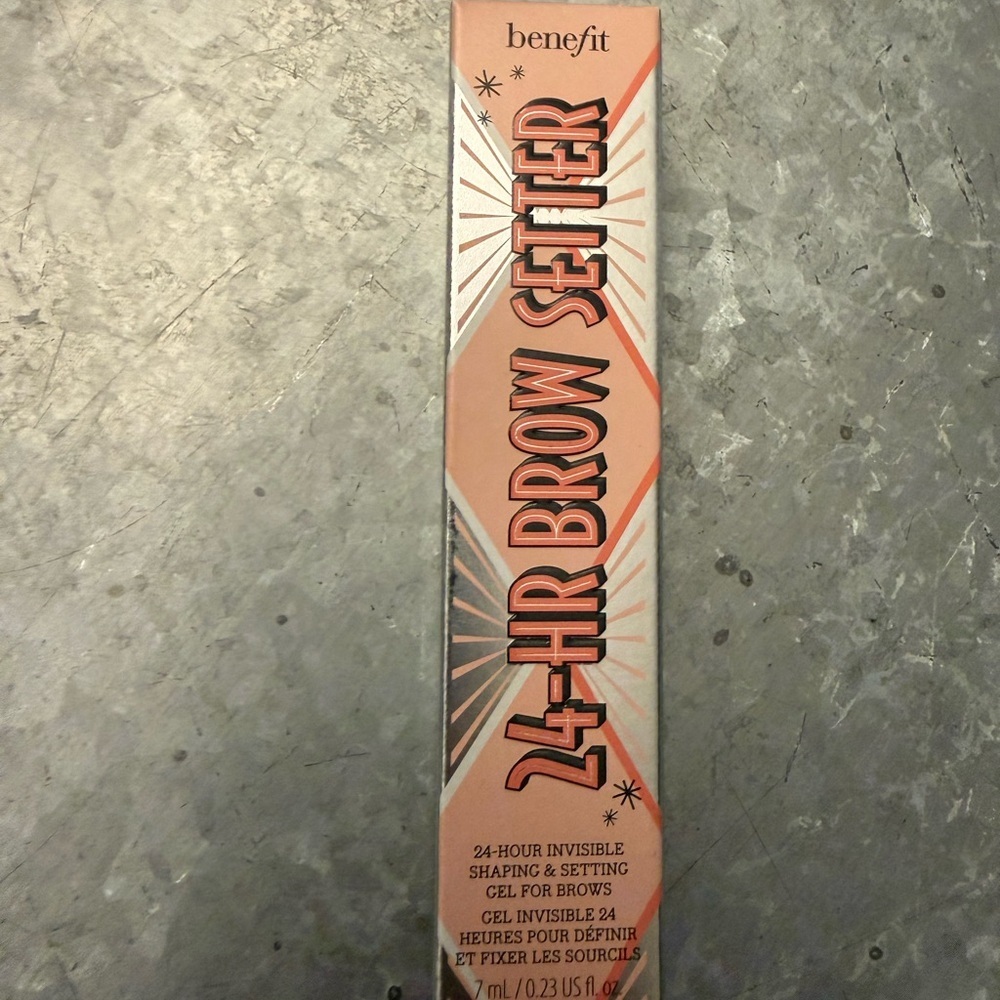 benefit
24-HR BROW SETTER
24-HOUR INVISIBLE
SHAPING & SETTING
GEL FOR BROWS
GEL INVISIBLE 24
HEURES POUR DÉFINIR
ET FIXER LES SOURCILS
7 mL / 0.23 US fl. oz.